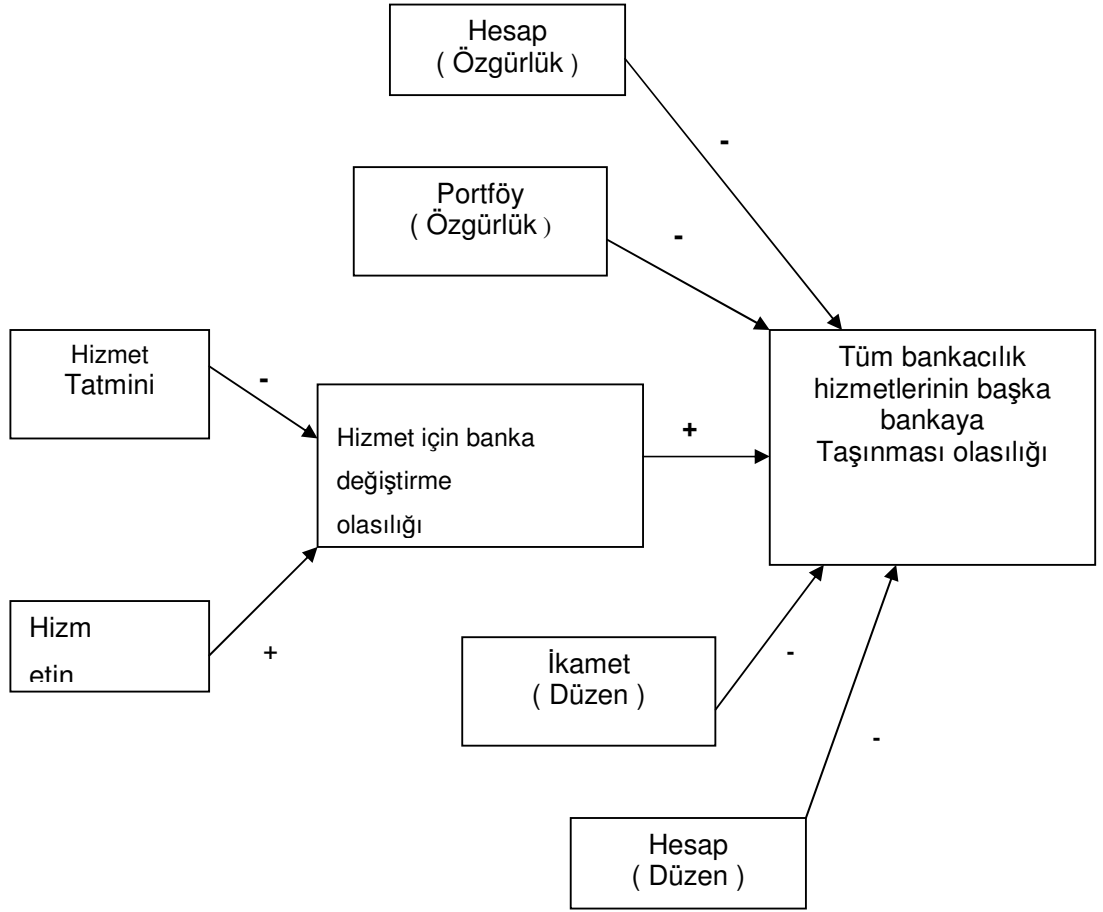 Hesap
( Özgürlük )
-
Portföy
( Özgürlük )
-
Hizmet
Tatmini
-
Hizmet için banka
değiştirme
olasılığı
+
Tüm bankacılık
hizmetlerinin başka
bankaya
Taşınması olasılığı
Hizm
etin
+
İkamet
( Düzen )
-
-
Hesap
( Düzen )